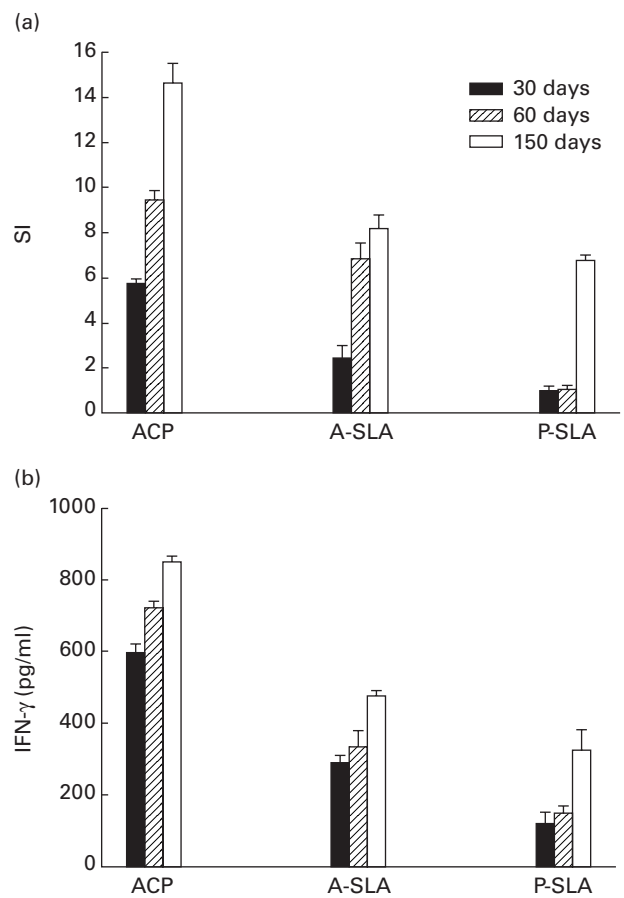 (a)
16
14
12
10
8
6
4
2
0
SI
30 days
60 days
150 days
ACP A-SLA P-SLA
(b)
1000
800
600
400
200
0
IFN-γ (pg/ml)
ACP A-SLA P-SLA